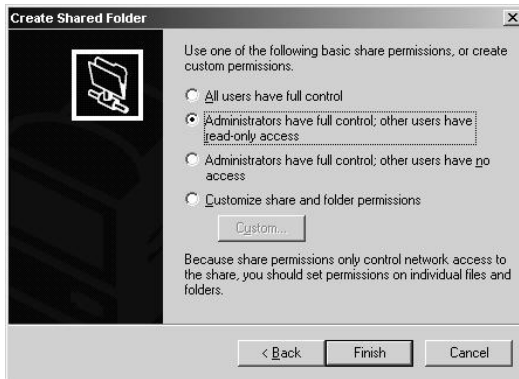 Create Shared Folder
Use one of the following basic share permissions, or create
custom permissions.
All users have full control
Administrators have full control; other users have
read-only access
Administrators have full control; other users have no
access
Customize share and folder permissions
Custom...
Because share permissions only control network access to
the share, you should set permissions on individual files and
folders.
< Back
Finish
Cancel